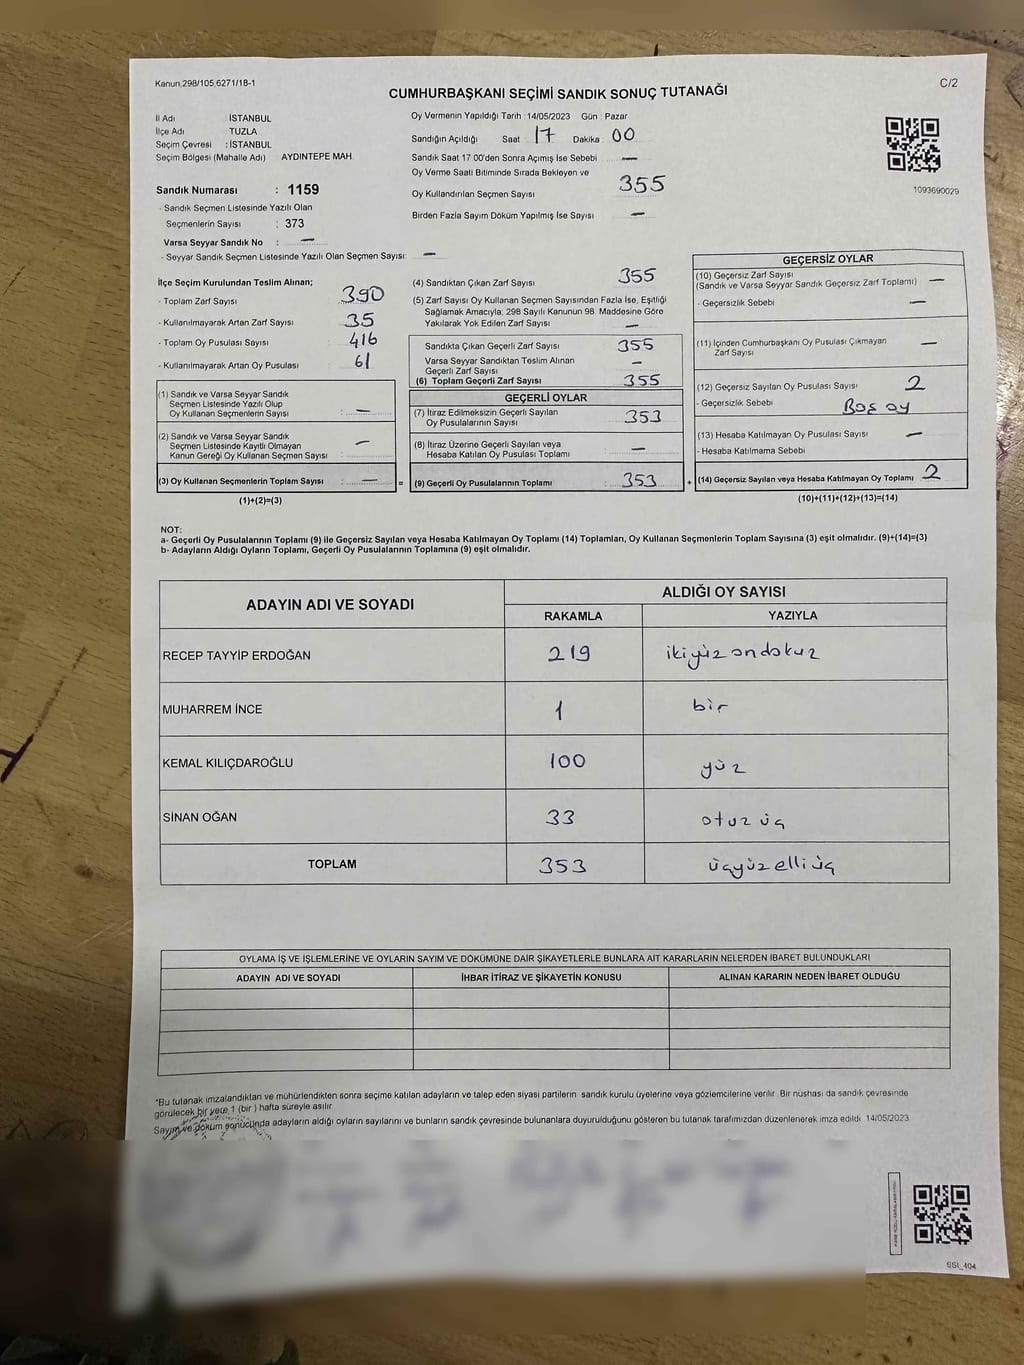 Kanun 298/105,6271/18-1
C/2
CUMHURBAŞKANI SEÇİMİ SANDIK SONUÇ TUTANAĞI
İl Adı İSTANBUL
İlçe Adı TUZLA
Seçim Çevresi : İSTANBUL
Seçim Bölgesi (Mahalle Adı) AYDINTEPE MAH.
Sandık Numarası : 1159
- Sandık Seçmen Listesinde Yazılı Olan
Seçmenlerin Sayısı : 373
Varsa Seyyar Sandık No : —
- Seyyar Sandık Seçmen Listesinde Yazılı Olan Seçmen Sayısı: —
Oy Vermenin Yapıldığı Tarih : 14/05/2023 Gün : Pazar
Sandığın Açıldığı Saat 17 Dakika 00
Sandık Saat 17:00'den Sonra Açımış İse Sebebi —
Oy Verme Saati Bitiminde Sırada Bekleyen ve
Oy Kullandırılan Seçmen Sayısı 355
Birden Fazla Sayım Döküm Yapılmış İse Sayısı —
1093690029
İlçe Seçim Kurulundan Teslim Alınan;
- Toplam Zarf Sayısı 390
- Kullanılmayarak Artan Zarf Sayısı 35
- Toplam Oy Pusulası Sayısı 416
- Kullanılmayarak Artan Oy Pusulası 61
(1) Sandık ve Varsa Seyyar Sandık
Seçmen Listesinde Yazılı Olup
Oy Kullanan Seçmenlerin Sayısı : —
(2) Sandık ve Varsa Seyyar Sandık
Seçmen Listesinde Kayıtlı Olmayan
Kanun Gereği Oy Kullanan Seçmen Sayısı : —
(3) Oy Kullanan Seçmenlerin Toplam Sayısı : — =
(1)+(2)=(3)
(4) Sandıktan Çıkan Zarf Sayısı 355
(5) Zarf Sayısı Oy Kullanan Seçmen Sayısından Fazla İse, Eşitliği
Sağlamak Amacıyla; 298 Sayılı Kanunun 98. Maddesine Göre
Yakılarak Yok Edilen Zarf Sayısı —
Sandıkta Çıkan Geçerli Zarf Sayısı 355
Varsa Seyyar Sandıktan Teslim Alınan
Geçerli Zarf Sayısı —
(6) Toplam Geçerli Zarf Sayısı 355
GEÇERLİ OYLAR
(7) İtiraz Edilmeksizin Geçerli Sayılan
Oy Pusulalarının Sayısı : 353
(8) İtiraz Üzerine Geçerli Sayılan veya
Hesaba Katılan Oy Pusulası Toplamı : —
(9) Geçerli Oy Pusulalarının Toplamı : 353 +
GEÇERSİZ OYLAR
(10) Geçersiz Zarf Sayısı
(Sandık ve Varsa Seyyar Sandık Geçersiz Zarf Toplamı) —
- Geçersizlik Sebebi —
(11) İçinden Cumhurbaşkanı Oy Pusulası Çıkmayan
Zarf Sayısı —
(12) Geçersiz Sayılan Oy Pusulası Sayısı 2
- Geçersizlik Sebebi Boş oy
(13) Hesaba Katılmayan Oy Pusulası Sayısı —
- Hesaba Katılmama Sebebi
(14) Geçersiz Sayılan veya Hesaba Katılmayan Oy Toplamı 2
(10)+(11)+(12)+(13)=(14)
NOT:
a- Geçerli Oy Pusulalarının Toplamı (9) ile Geçersiz Sayılan veya Hesaba Katılmayan Oy Toplamı (14) Toplamları, Oy Kullanan Seçmenlerin Toplam Sayısına (3) eşit olmalıdır. (9)+(14)=(3)
b- Adayların Aldığı Oyların Toplamı, Geçerli Oy Pusulalarının Toplamına (9) eşit olmalıdır.
ADAYIN ADI VE SOYADI ALDIĞI OY SAYISI
RAKAMLA YAZIYLA
RECEP TAYYİP ERDOĞAN 219 ikiyüz ondokuz
MUHARREM İNCE 1 bir
KEMAL KILIÇDAROĞLU 100 yüz
SİNAN OĞAN 33 otuz üç
TOPLAM 353 üçyüz elli üç
OYLAMA İŞ VE İŞLEMLERİNE VE OYLARIN SAYIM VE DÖKÜMÜNE DAİR ŞİKAYETLERLE BUNLARA AİT KARARLARIN NELERDEN İBARET BULUNDUKLARI
ADAYIN ADI VE SOYADI İHBAR İTİRAZ VE ŞİKAYETİN KONUSU ALINAN KARARIN NEDEN İBARET OLDUĞU
*Bu tutanak imzalandıktan ve mühürlendikten sonra seçime katılan adayların ve talep eden siyasi partilerin sandık kurulu üyelerine veya gözlemcilerine verilir. Bir nüshası da sandık çevresinde
görülecek bir yere 1 (bir ) hafta süreyle asılır.
Sayım ve döküm sonucunda adayların aldığı oyların sayılarını ve bunların sandık çevresinde bulunanlara duyurulduğunu gösteren bu tutanak tarafımızdan düzenlenerek imza edildi. 14/05/2023
GSI_404